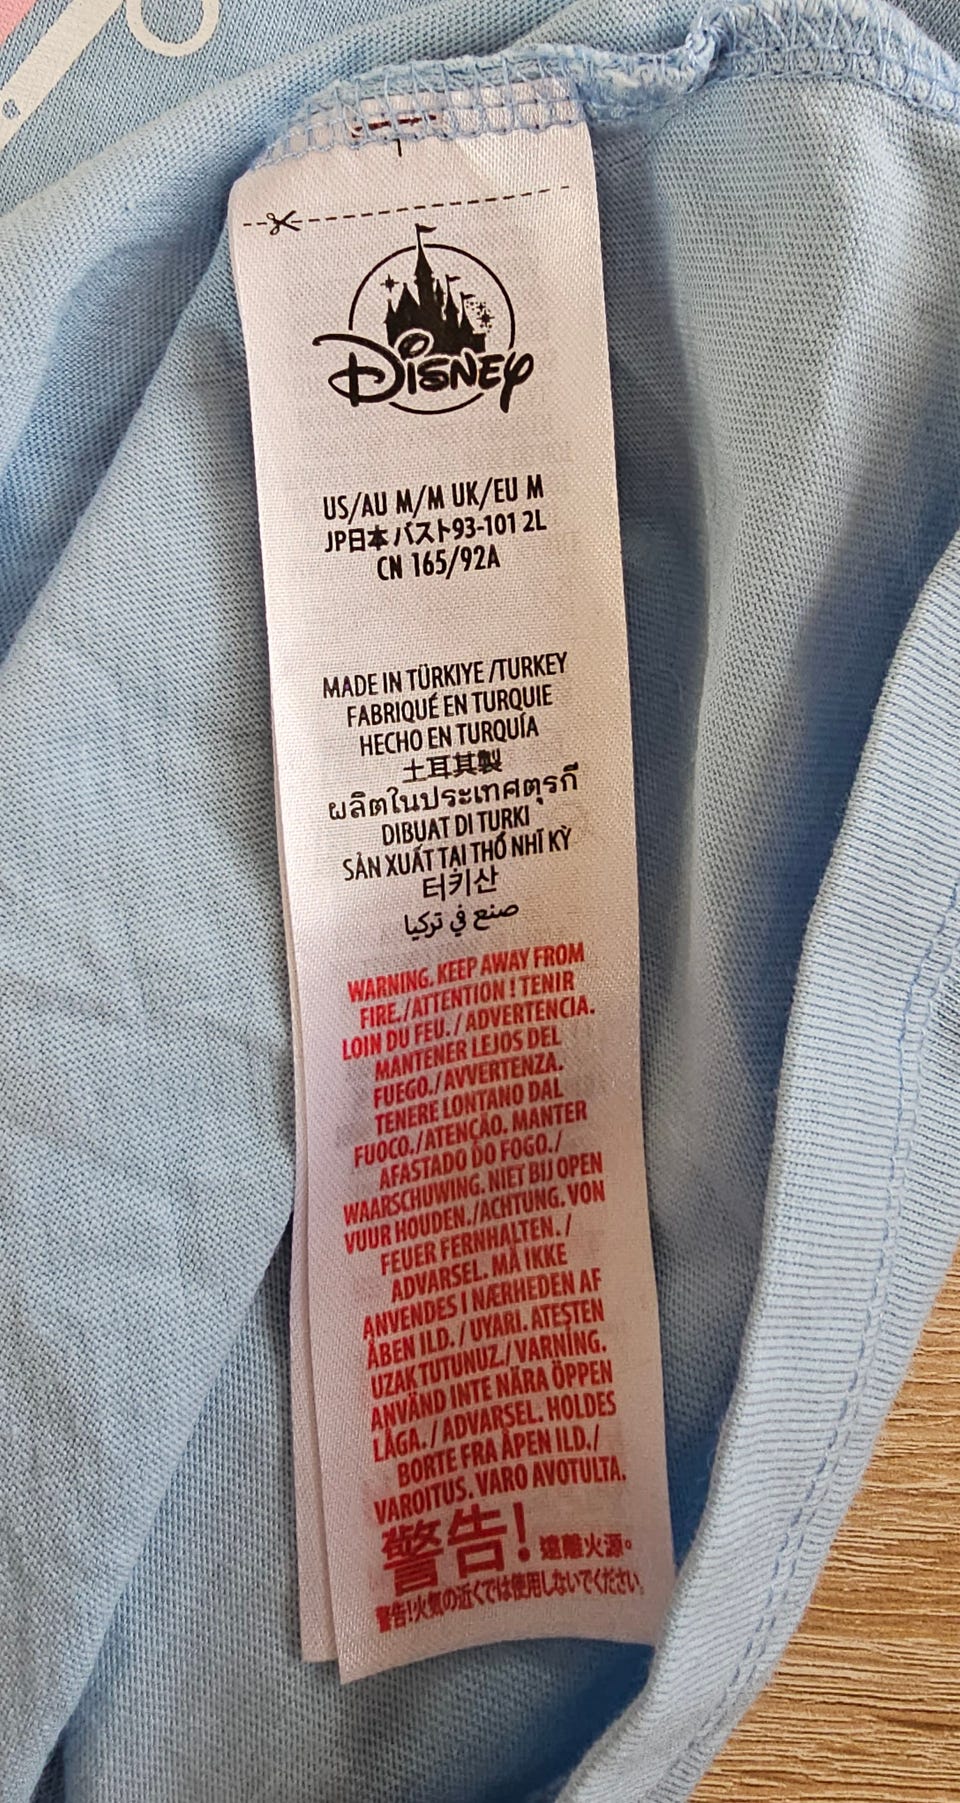 Disney
US/AU M/M UK/EU M
JP日本 バスト93-101 2L
CN 165/92A
MADE IN TÜRKIYE /TURKEY
FABRIQUÉ EN TURQUIE
HECHO EN TURQUÍA
土耳其製
ผลิตในประเทศตุรกี
DIBUAT DI TURKI
SẢN XUẤT TẠI THỔ NHĨ KỲ
터키산
صنع في تركيا
WARNING. KEEP AWAY FROM
FIRE./ATTENTION ! TENIR
LOIN DU FEU. / ADVERTENCIA.
MANTENER LEJOS DEL
FUEGO./AVVERTENZA.
TENERE LONTANO DAL
FUOCO./ATENÇÃO. MANTER
AFASTADO DO FOGO./
WAARSCHUWING. NIET BIJ OPEN
VUUR HOUDEN./ACHTUNG. VON
FEUER FERNHALTEN. /
ADVARSEL. MÅ IKKE
ANVENDES I NÆRHEDEN AF
ÅBEN ILD. / UYARI. ATEŞTEN
UZAK TUTUNUZ./ VARNING.
ANVÄND INTE NÄRA ÖPPEN
LÅGA. / ADVARSEL. HOLDES
BORTE FRA ÅPEN ILD./
VAROITUS. VARO AVOTULTA.
警告! 遠離火源。
警告!火気の近くでは使用しないでください。